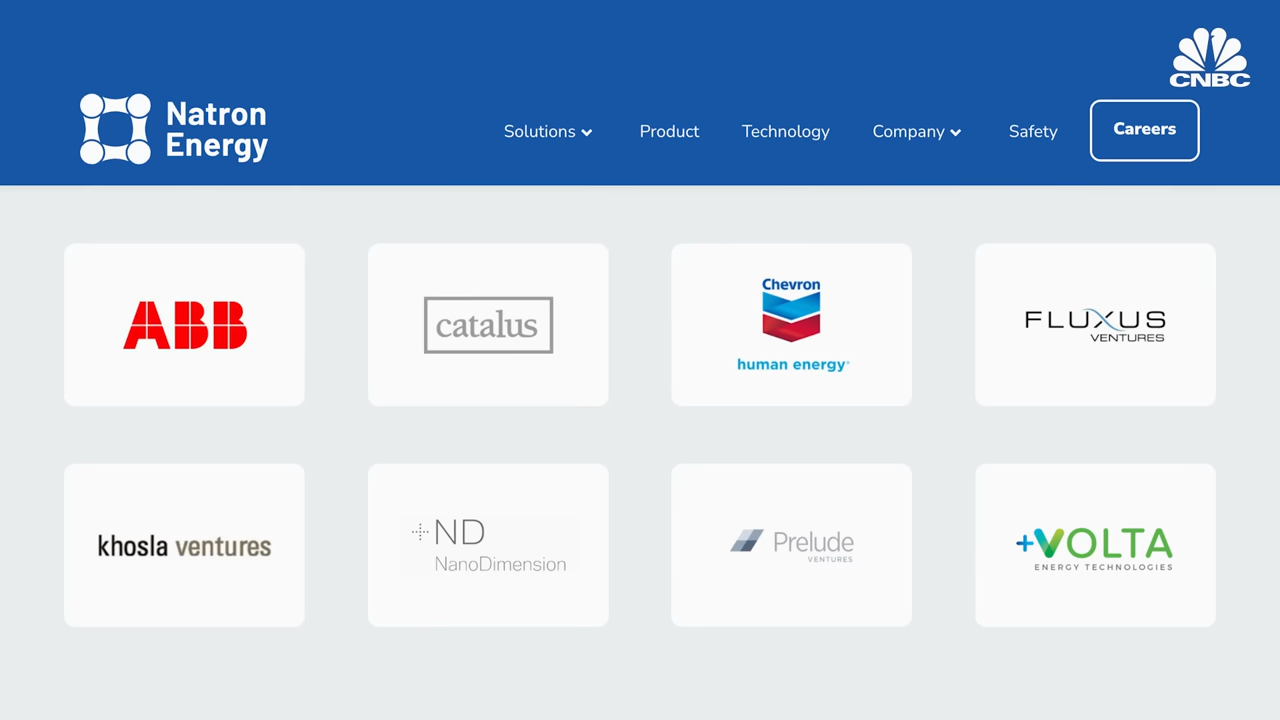 CNBC
Natron
Energy
Solutions
Product
Technology
Company
Safety
Careers
ABB
catalus
Chevron
human energy®
FLUXUS
VENTURES
khosla ventures
ND
NanoDimension
Prelude
VENTURES
+VOLTA
ENERGY TECHNOLOGIES